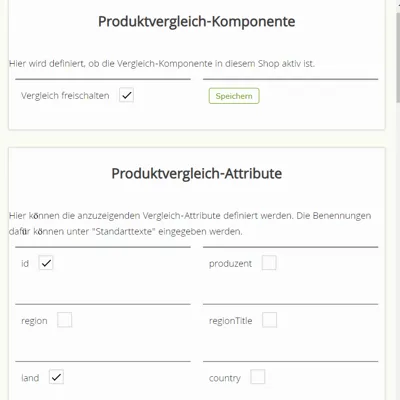 Produktvergleich-Komponente
Hier wird definiert, ob die Vergleich-Komponente in diesem Shop aktiv ist.
Vergleich freischalten
Speichern
Produktvergleich-Attribute
Hier können die anzuzeigenden Vergleich-Attribute definiert werden. Die Benennungen
dafür können unter "Standarttexte" eingegeben werden.
id
produzent
region
regionTitle
land
country